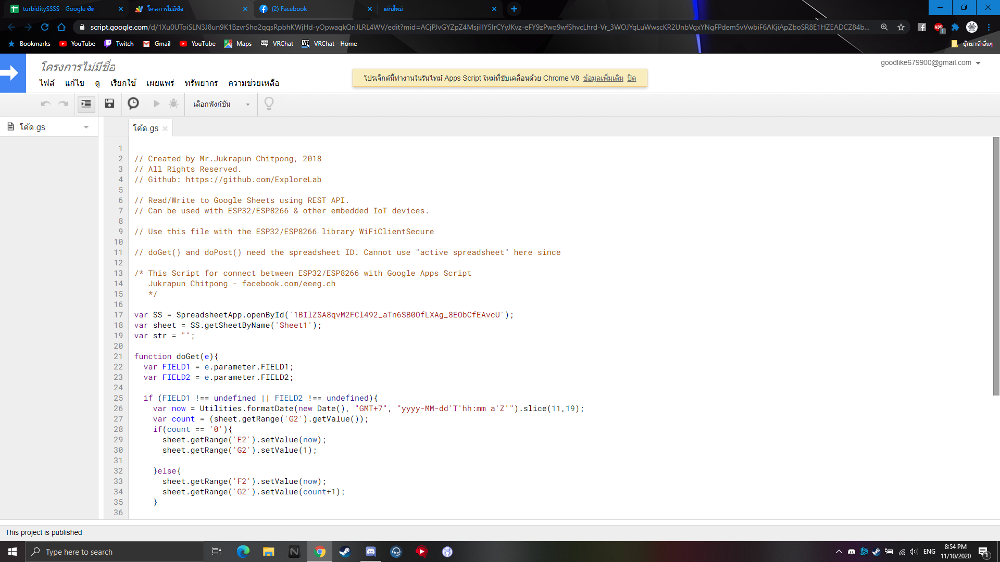 turbiditySSSS - Google ชีต
โครงการไม่มีชื่อ
(2) Facebook
แท็บใหม่
script.google.com/d/1Xu0UToiSLN3J8un9K1BzvrSho2qqsRpbhKWjHd-yOpwagkQriJLRL4WV/edit?mid=ACjPJvGYZpZ4MsjiIIY5IrCYyJKvz-eFY9zPwo9wfShvcLhrd-Vr_3WOJYqLuWwscKR2UnbVgxYNgFPdem5vVwbiF6AKjiApZboSR8E1HZEADCZ84b...
Bookmarks
YouTube
Twitch
Gmail
YouTube
Maps
VRChat
VRChat - Home
บุ๊กมาร์กอื่นๆ
โครงการไม่มีชื่อ
goodlike679900@gmail.com
ไฟล์ แก้ไข ดู เรียกใช้ เผยแพร่ ทรัพยากร ความช่วยเหลือ
โปรเจ็กต์นี้ทำงานในรันไทม์ Apps Script ใหม่ที่ขับเคลื่อนด้วย Chrome V8 ข้อมูลเพิ่มเติม ปิด
เลือกฟังก์ชัน
โค้ด.gs
โค้ด.gs
1
2 // Created by Mr.Jukrapun Chitpong, 2018
3 // All Rights Reserved.
4 // Github: https://github.com/ExploreLab
5
6 // Read/Write to Google Sheets using REST API.
7 // Can be used with ESP32/ESP8266 & other embedded IoT devices.
8
9 // Use this file with the ESP32/ESP8266 library WiFiClientSecure
10
11 // doGet() and doPost() need the spreadsheet ID. Cannot use "active spreadsheet" here since
12
13 /* This Script for connect between ESP32/ESP8266 with Google Apps Script
14 Jukrapun Chitpong - facebook.com/eeeg.ch
15 */
16
17 var SS = SpreadsheetApp.openById('1BIlZSA8qvM2FCl492_aTn6SB0OfLXAg_8EObCfEAvcU');
18 var sheet = SS.getSheetByName('Sheet1');
19 var str = "";
20
21 function doGet(e){
22 var FIELD1 = e.parameter.FIELD1;
23 var FIELD2 = e.parameter.FIELD2;
24
25 if (FIELD1 !== undefined || FIELD2 !== undefined){
26 var now = Utilities.formatDate(new Date(), "GMT+7", "yyyy-MM-dd'T'hh:mm a'Z'").slice(11,19);
27 var count = (sheet.getRange('G2').getValue());
28 if(count == '0'){
29 sheet.getRange('E2').setValue(now);
30 sheet.getRange('G2').setValue(1);
31
32 }else{
33 sheet.getRange('F2').setValue(now);
34 sheet.getRange('G2').setValue(count+1);
35 }
36
This project is published
Type here to search
ENG
8:54 PM
11/10/2020